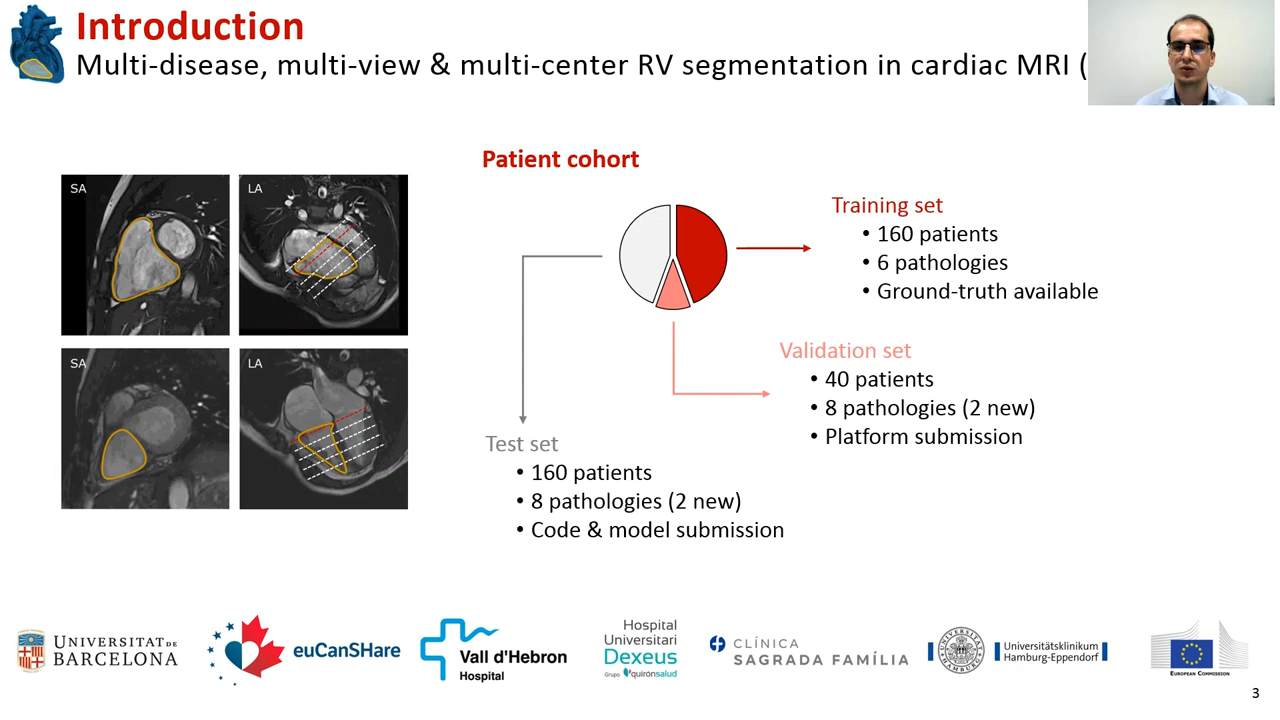 Introduction
Multi-disease, multi-view & multi-center RV segmentation in cardiac MRI (
Patient cohort
SA
LA
SA
LA
Training set
• 160 patients
• 6 pathologies
• Ground-truth available
Validation set
• 40 patients
• 8 pathologies (2 new)
• Platform submission
Test set
• 160 patients
• 8 pathologies (2 new)
• Code & model submission
UNIVERSITAT DE
BARCELONA
euCanSHare
Vall d'Hebron
Hospital
Hospital
Universitari
Dexeus
Grupo quirónsalud
CLÍNICA
SAGRADA FAMÍLIA
Universitätsklinikum
Hamburg-Eppendorf
EUROPEAN COMMISSION
3